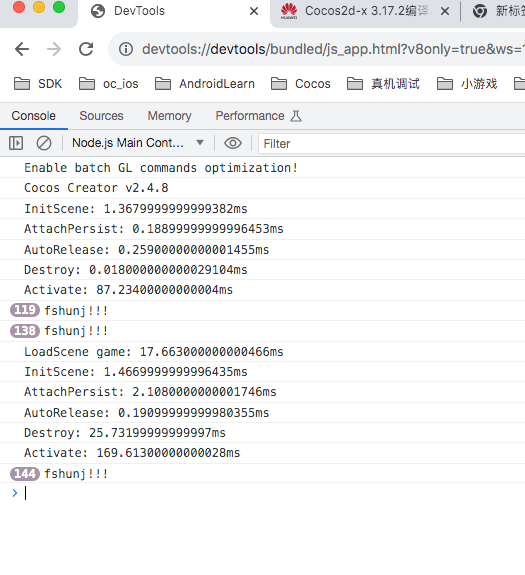 DevTools
HUAWEI
Cocos2d-x 3.17.2编译
新标签
devtools://devtools/bundled/js_app.html?v8only=true&ws=
SDK oc_ios AndroidLearn Cocos 真机调试 小游戏
Console Sources Memory Performance
Node.js Main Cont… Filter
Enable batch GL commands optimization!
Cocos Creator v2.4.8
InitScene: 1.3679999999999382ms
AttachPersist: 0.18899999999996453ms
AutoRelease: 0.25900000000001455ms
Destroy: 0.018000000000029104ms
Activate: 87.23400000000004ms
119 fshunj!!!
138 fshunj!!!
LoadScene game: 17.663000000000466ms
InitScene: 1.4669999999996435ms
AttachPersist: 2.1080000000001746ms
AutoRelease: 0.19099999999980355ms
Destroy: 25.73199999999997ms
Activate: 169.61300000000028ms
144 fshunj!!!